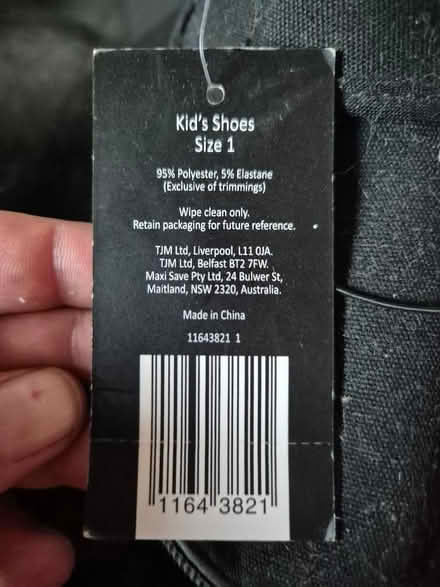 Kid's Shoes
Size 1
95% Polyester, 5% Elastane
(Exclusive of trimmings)
Wipe clean only.
Retain packaging for future reference.
TJM Ltd, Liverpool, L11 0JA.
TJM Ltd, Belfast BT2 7FW.
Maxi Save Pty Ltd, 24 Bulwer St,
Maitland, NSW 2320, Australia.
Made in China
11643821 1
1164 3821